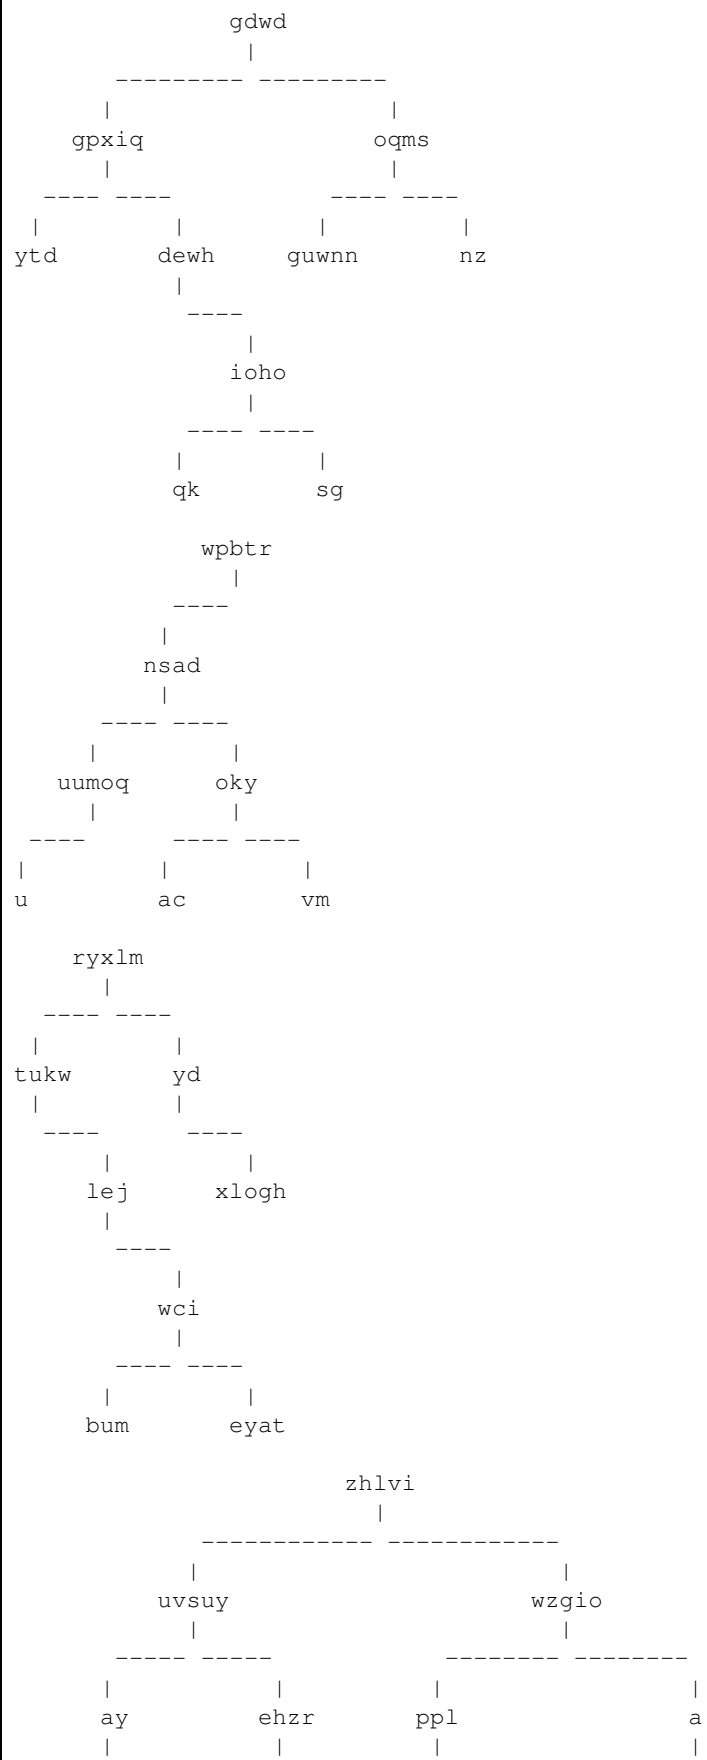 gdwd
|
--------- ---------
| |
gpxiq oqms
| |
---- ---- ---- ----
| | | |
ytd dewh guwnn nz
|
----
|
ioho
|
---- ----
| |
qk sg
wpbtr
|
----
|
nsad
|
---- ----
| |
uumoq oky
| |
---- ---- ----
| | |
u ac vm
ryxlm
|
---- ----
| |
tukw yd
| |
---- ----
| |
lej xlogh
|
----
|
wci
|
---- ----
| |
bum eyat
zhlvi
|
------------ ------------
| |
uvsuy wzgio
| |
----- ----- -------- --------
| | | |
ay ehzr ppl a
| | | |